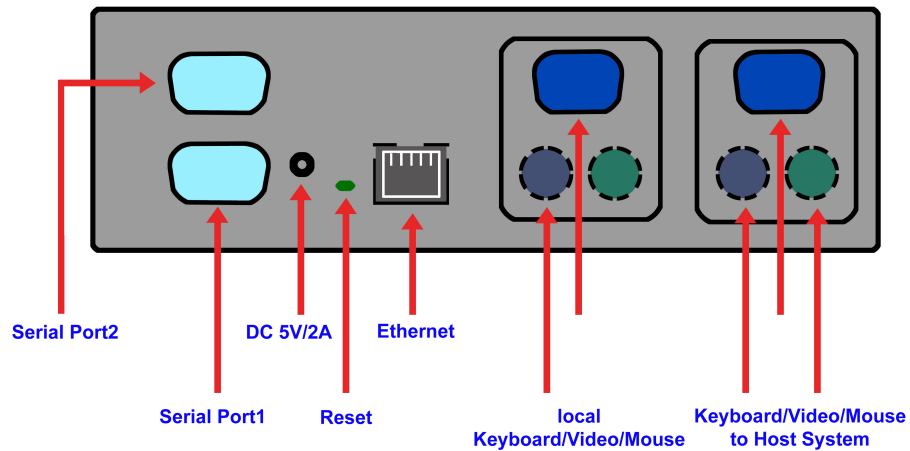 Serial Port2
DC 5V/2A
Ethernet
Serial Port1
Reset
local
Keyboard/Video/Mouse
Keyboard/Video/Mouse
to Host System